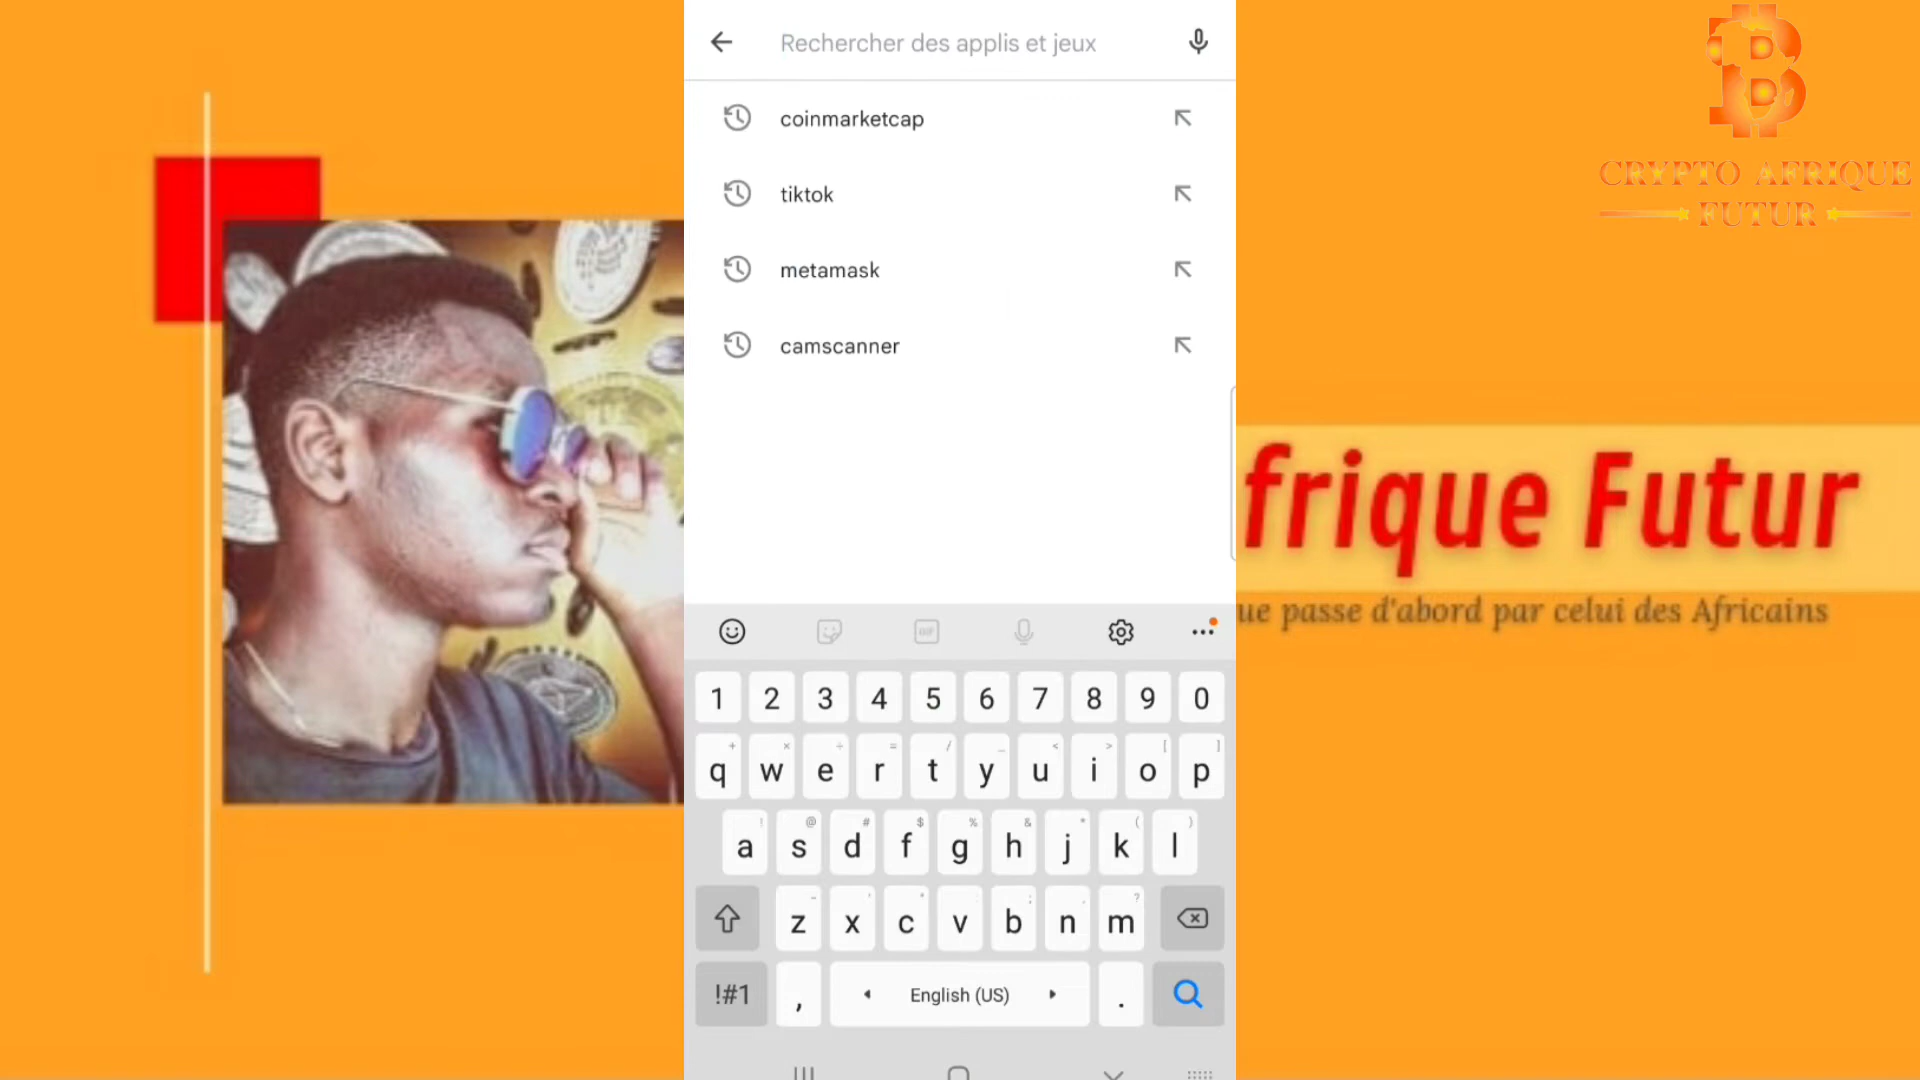 Rechercher des applis et jeux
coinmarketcap
tiktok
metamask
camscanner
CRYPTO AFRIQUE
FUTUR
frique Futur
ue passe d'abord par celui des Africains
GIF
1 2 3 4 5 6 7 8 9 0
q w e r t y u i o p
a s d f g h j k l
z x c v b n m
!#1 , English (US) .